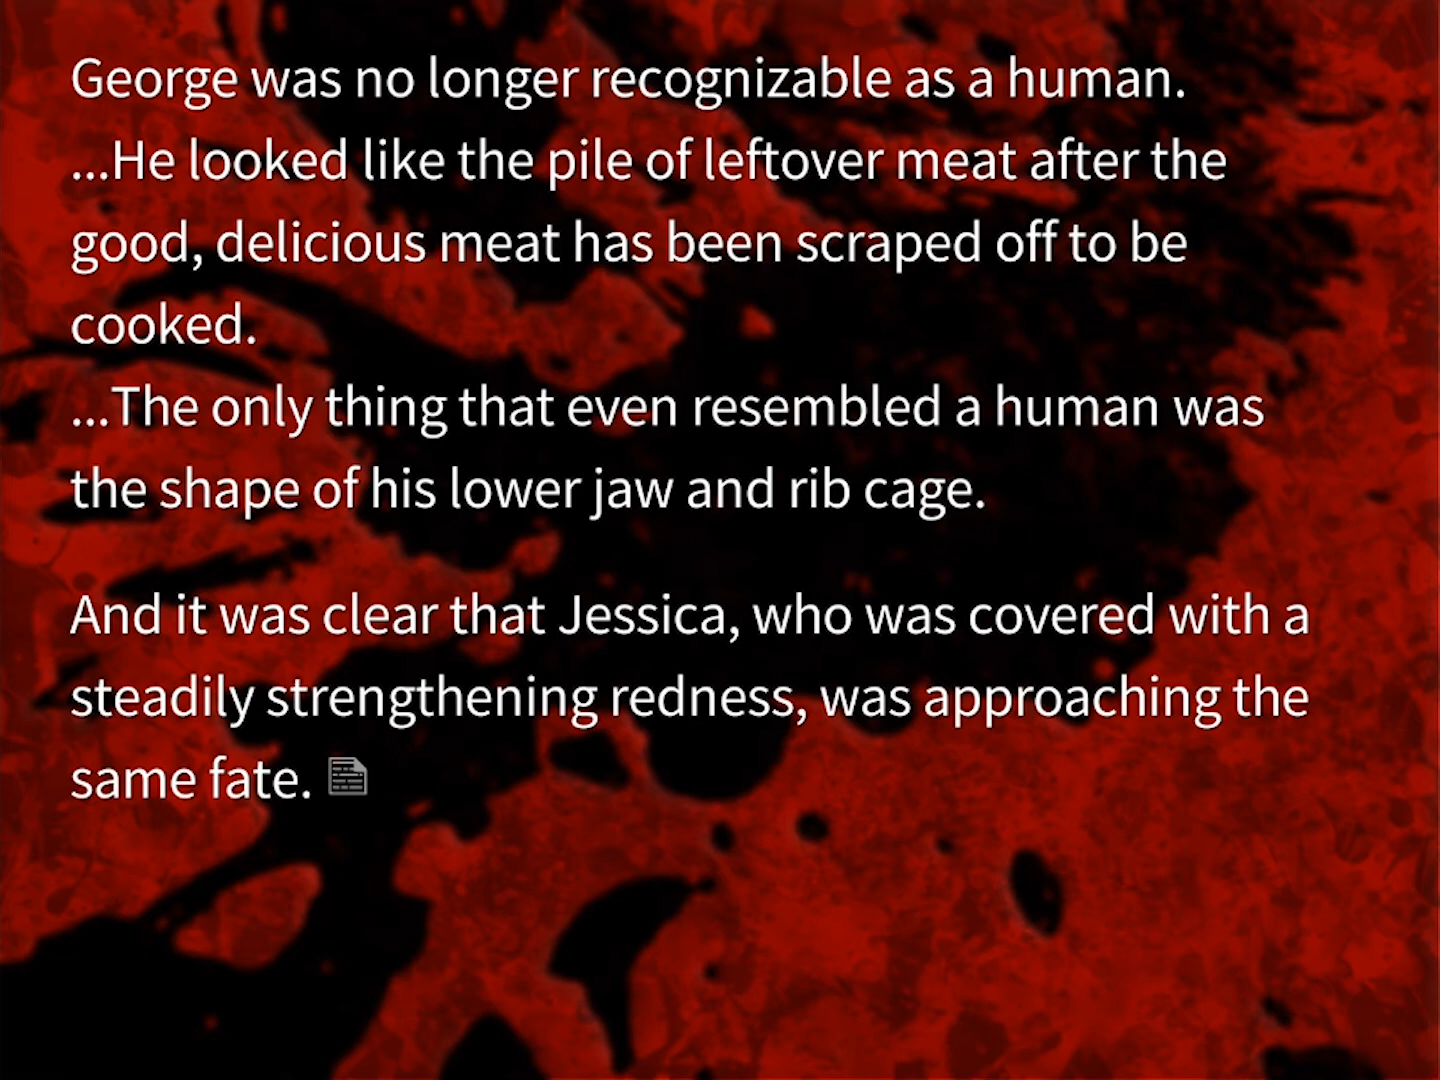 George was no longer recognizable as a human.
...He looked like the pile of leftover meat after the
good, delicious meat has been scraped off to be
cooked.
...The only thing that even resembled a human was
the shape of his lower jaw and rib cage.
And it was clear that Jessica, who was covered with a
steadily strengthening redness, was approaching the
same fate.